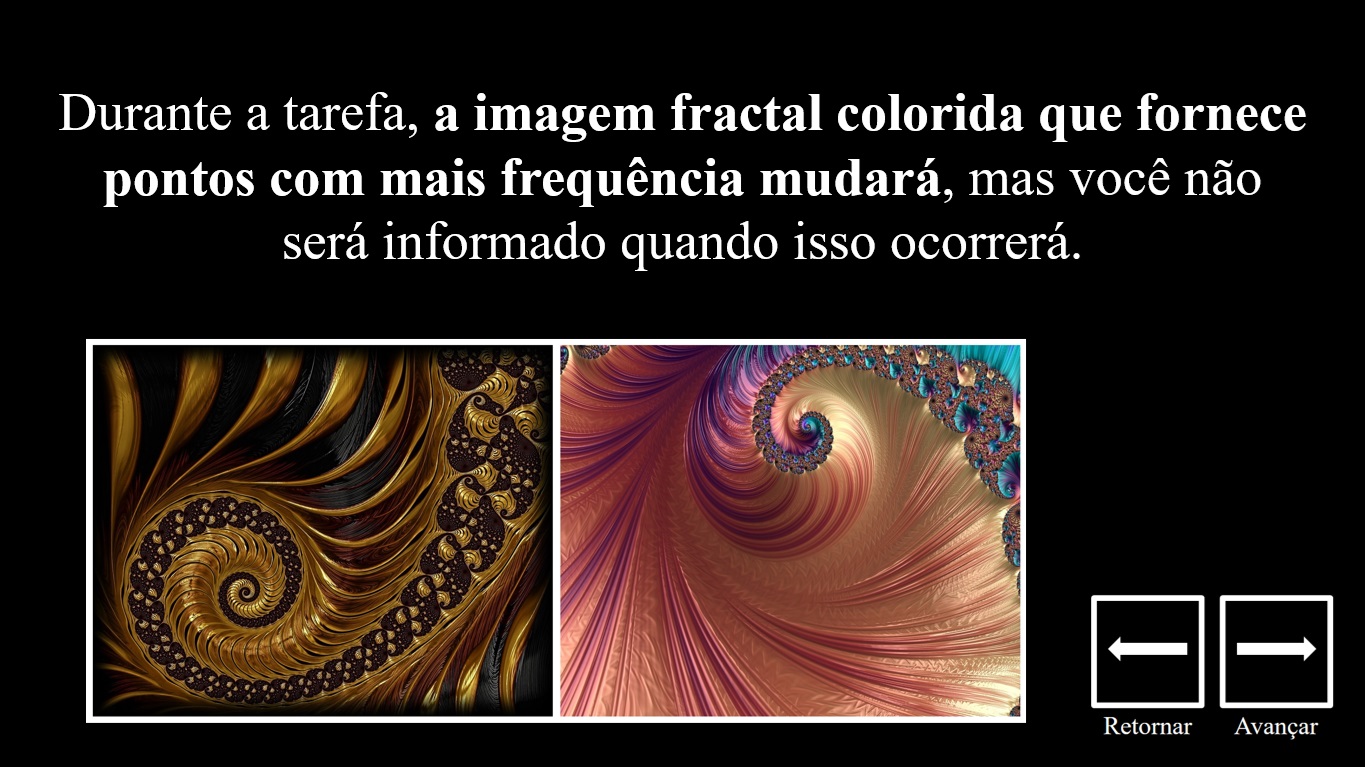 Durante a tarefa, a imagem fractal colorida que fornece
pontos com mais frequência mudará, mas você não
será informado quando isso ocorrerá.
Retornar
Avançar